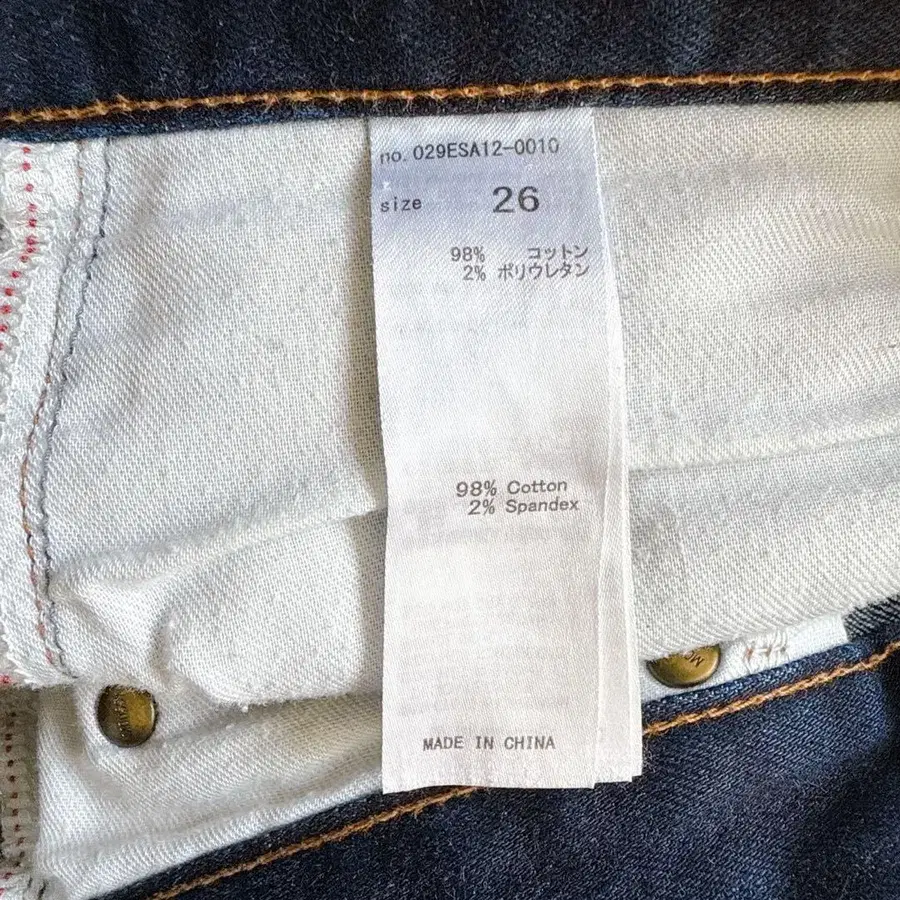 no. 029ESA12-0010
size 26
98% コットン
2% ポリウレタン
98% Cotton
2% Spandex
MADE IN CHINA